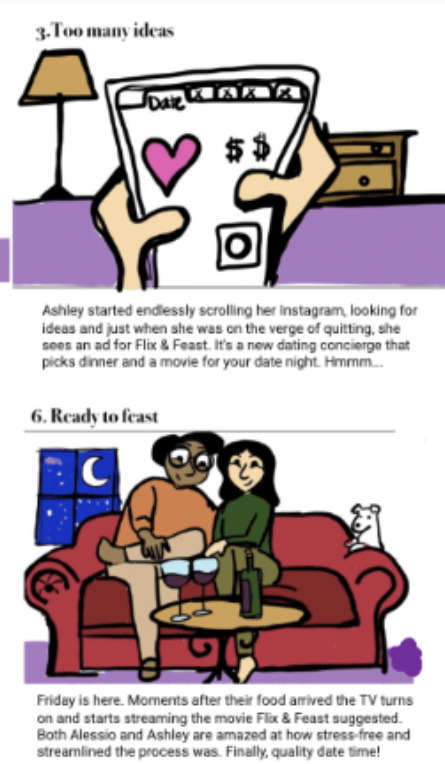 3.Too many ideas
Date x x x x
$ $
Ashley started endlessly scrolling her Instagram, looking for
ideas and just when she was on the verge of quitting, she
sees an ad for Flix & Feast. It's a new dating concierge that
picks dinner and a movie for your date night. Hmmm...
6. Ready to feast
Friday is here. Moments after their food arrived the TV turns
on and starts streaming the movie Flix & Feast suggested.
Both Alessio and Ashley are amazed at how stress-free and
streamlined the process was. Finally, quality date time!